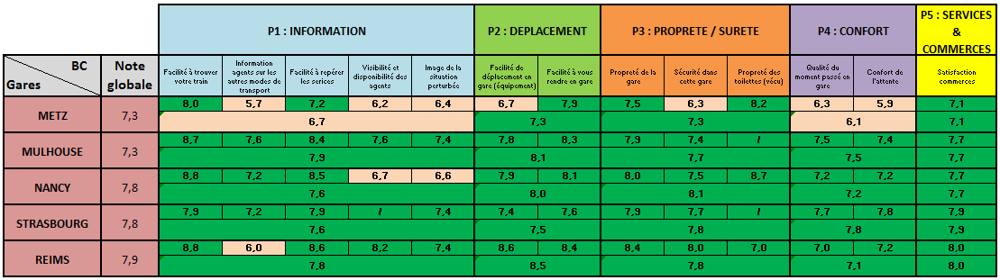 P1 : INFORMATION P2 : DEPLACEMENT P3 : PROPRETE / SURETE P4 : CONFORT P5 : SERVICES & COMMERCES
BC
Gares
Note globale
Facilité à trouver votre train
Information agents sur les autres modes de transport
Facilité à repérer les serices
Visibilité et disponibilité des agents
Image de la situation perturbée
Facilité de déplacement en gare (équipement)
Facilité à vous rendre en gare
Propreté de la gare
Sécurité dans cette gare
Propreté des toilettes (vécu)
Qualité du moment passé en gare
Confort de l'attente
Satisfaction commerces
METZ 7,3 8,0 5,7 7,2 6,2 6,4 6,7 7,9 7,5 6,3 8,2 6,3 5,9 7,1
6,7 7,3 7,3 6,1 7,1
MULHOUSE 7,3 8,7 7,6 8,4 7,6 7,4 7,8 8,3 7,9 7,4 / 7,5 7,4 7,7
7,9 8,1 7,7 7,5 7,7
NANCY 7,8 8,8 7,2 8,5 6,7 6,6 7,9 8,1 8,0 7,5 8,7 7,2 7,2 7,7
7,6 8,0 8,1 7,2 7,7
STRASBOURG 7,8 7,9 7,2 7,9 / 7,4 7,4 7,6 7,9 7,7 / 7,7 7,8 7,9
7,6 7,5 7,8 7,8 7,9
REIMS 7,9 8,8 6,0 8,6 8,2 7,4 8,6 8,4 8,4 8,0 7,0 7,0 7,2 8,0
7,8 8,5 7,8 7,1 8,0